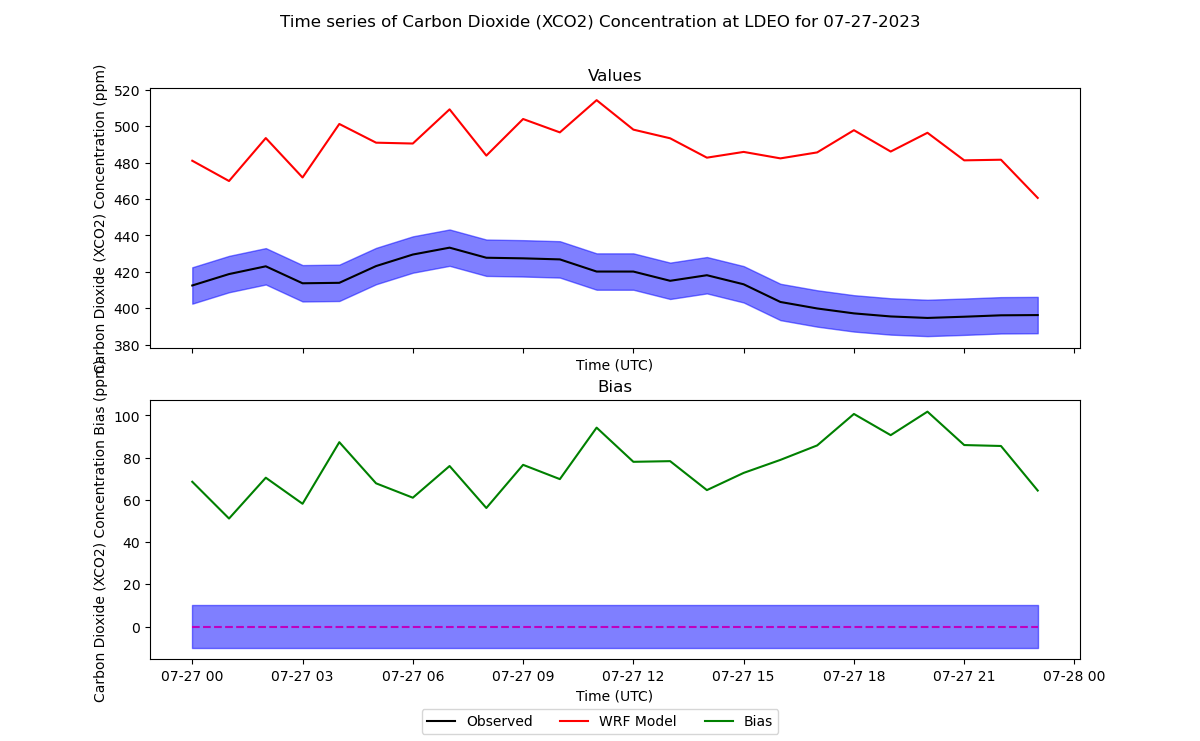 Time series of Carbon Dioxide (XCO2) Concentration at LDEO for 07-27-2023
Values
Carbon Dioxide (XCO2) Concentration (ppm)
520
500
480
460
440
420
400
380
Time (UTC)
Bias
Carbon Dioxide (XCO2) Concentration Bias (ppm)
100
80
60
40
20
0
07-27 00 07-27 03 07-27 06 07-27 09 07-27 12 07-27 15 07-27 18 07-27 21 07-28 00
Time (UTC)
Observed WRF Model Bias